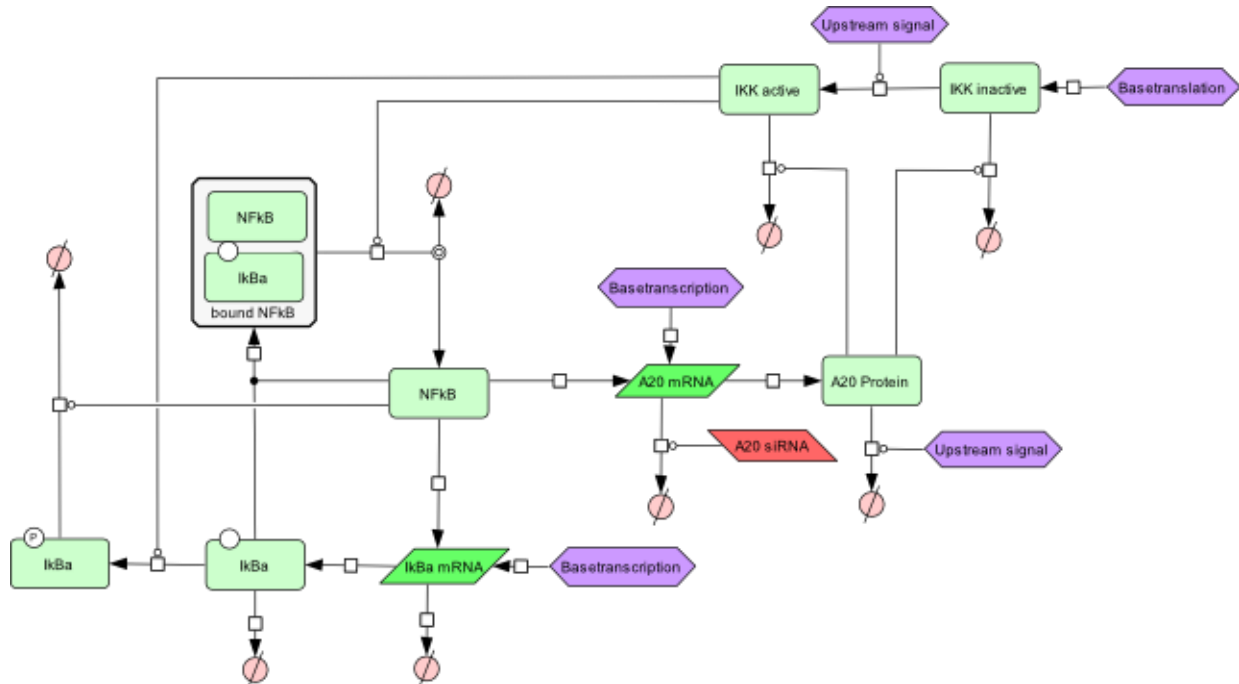 Upstream signal
IKK active
IKK inactive
Basetranslation
NFkB
IkBa
bound NFkB
Basetranscription
NFkB
A20 mRNA
A20 Protein
A20 siRNA
Upstream signal
P
IkBa
IkBa
IkBa mRNA
Basetranscription